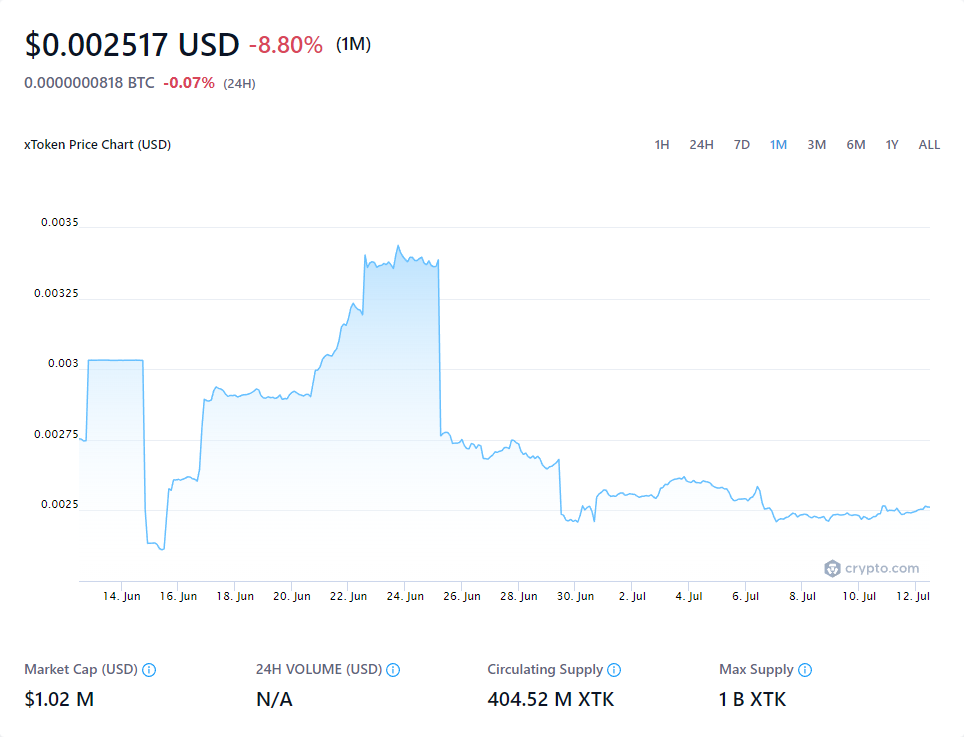 $0.002517 USD -8.80% (1M)
0.0000000818 BTC -0.07% (24H)
xToken Price Chart (USD) 1H 24H 7D 1M 3M 6M 1Y ALL
0.0035
0.00325
0.003
0.00275
0.0025
crypto.com
14. Jun 16. Jun 18. Jun 20. Jun 22. Jun 24. Jun 26. Jun 28. Jun 30. Jun 2. Jul 4. Jul 6. Jul 8. Jul 10. Jul 12. Jul
Market Cap (USD) 24H VOLUME (USD) Circulating Supply Max Supply
$1.02 M N/A 404.52 M XTK 1 B XTK